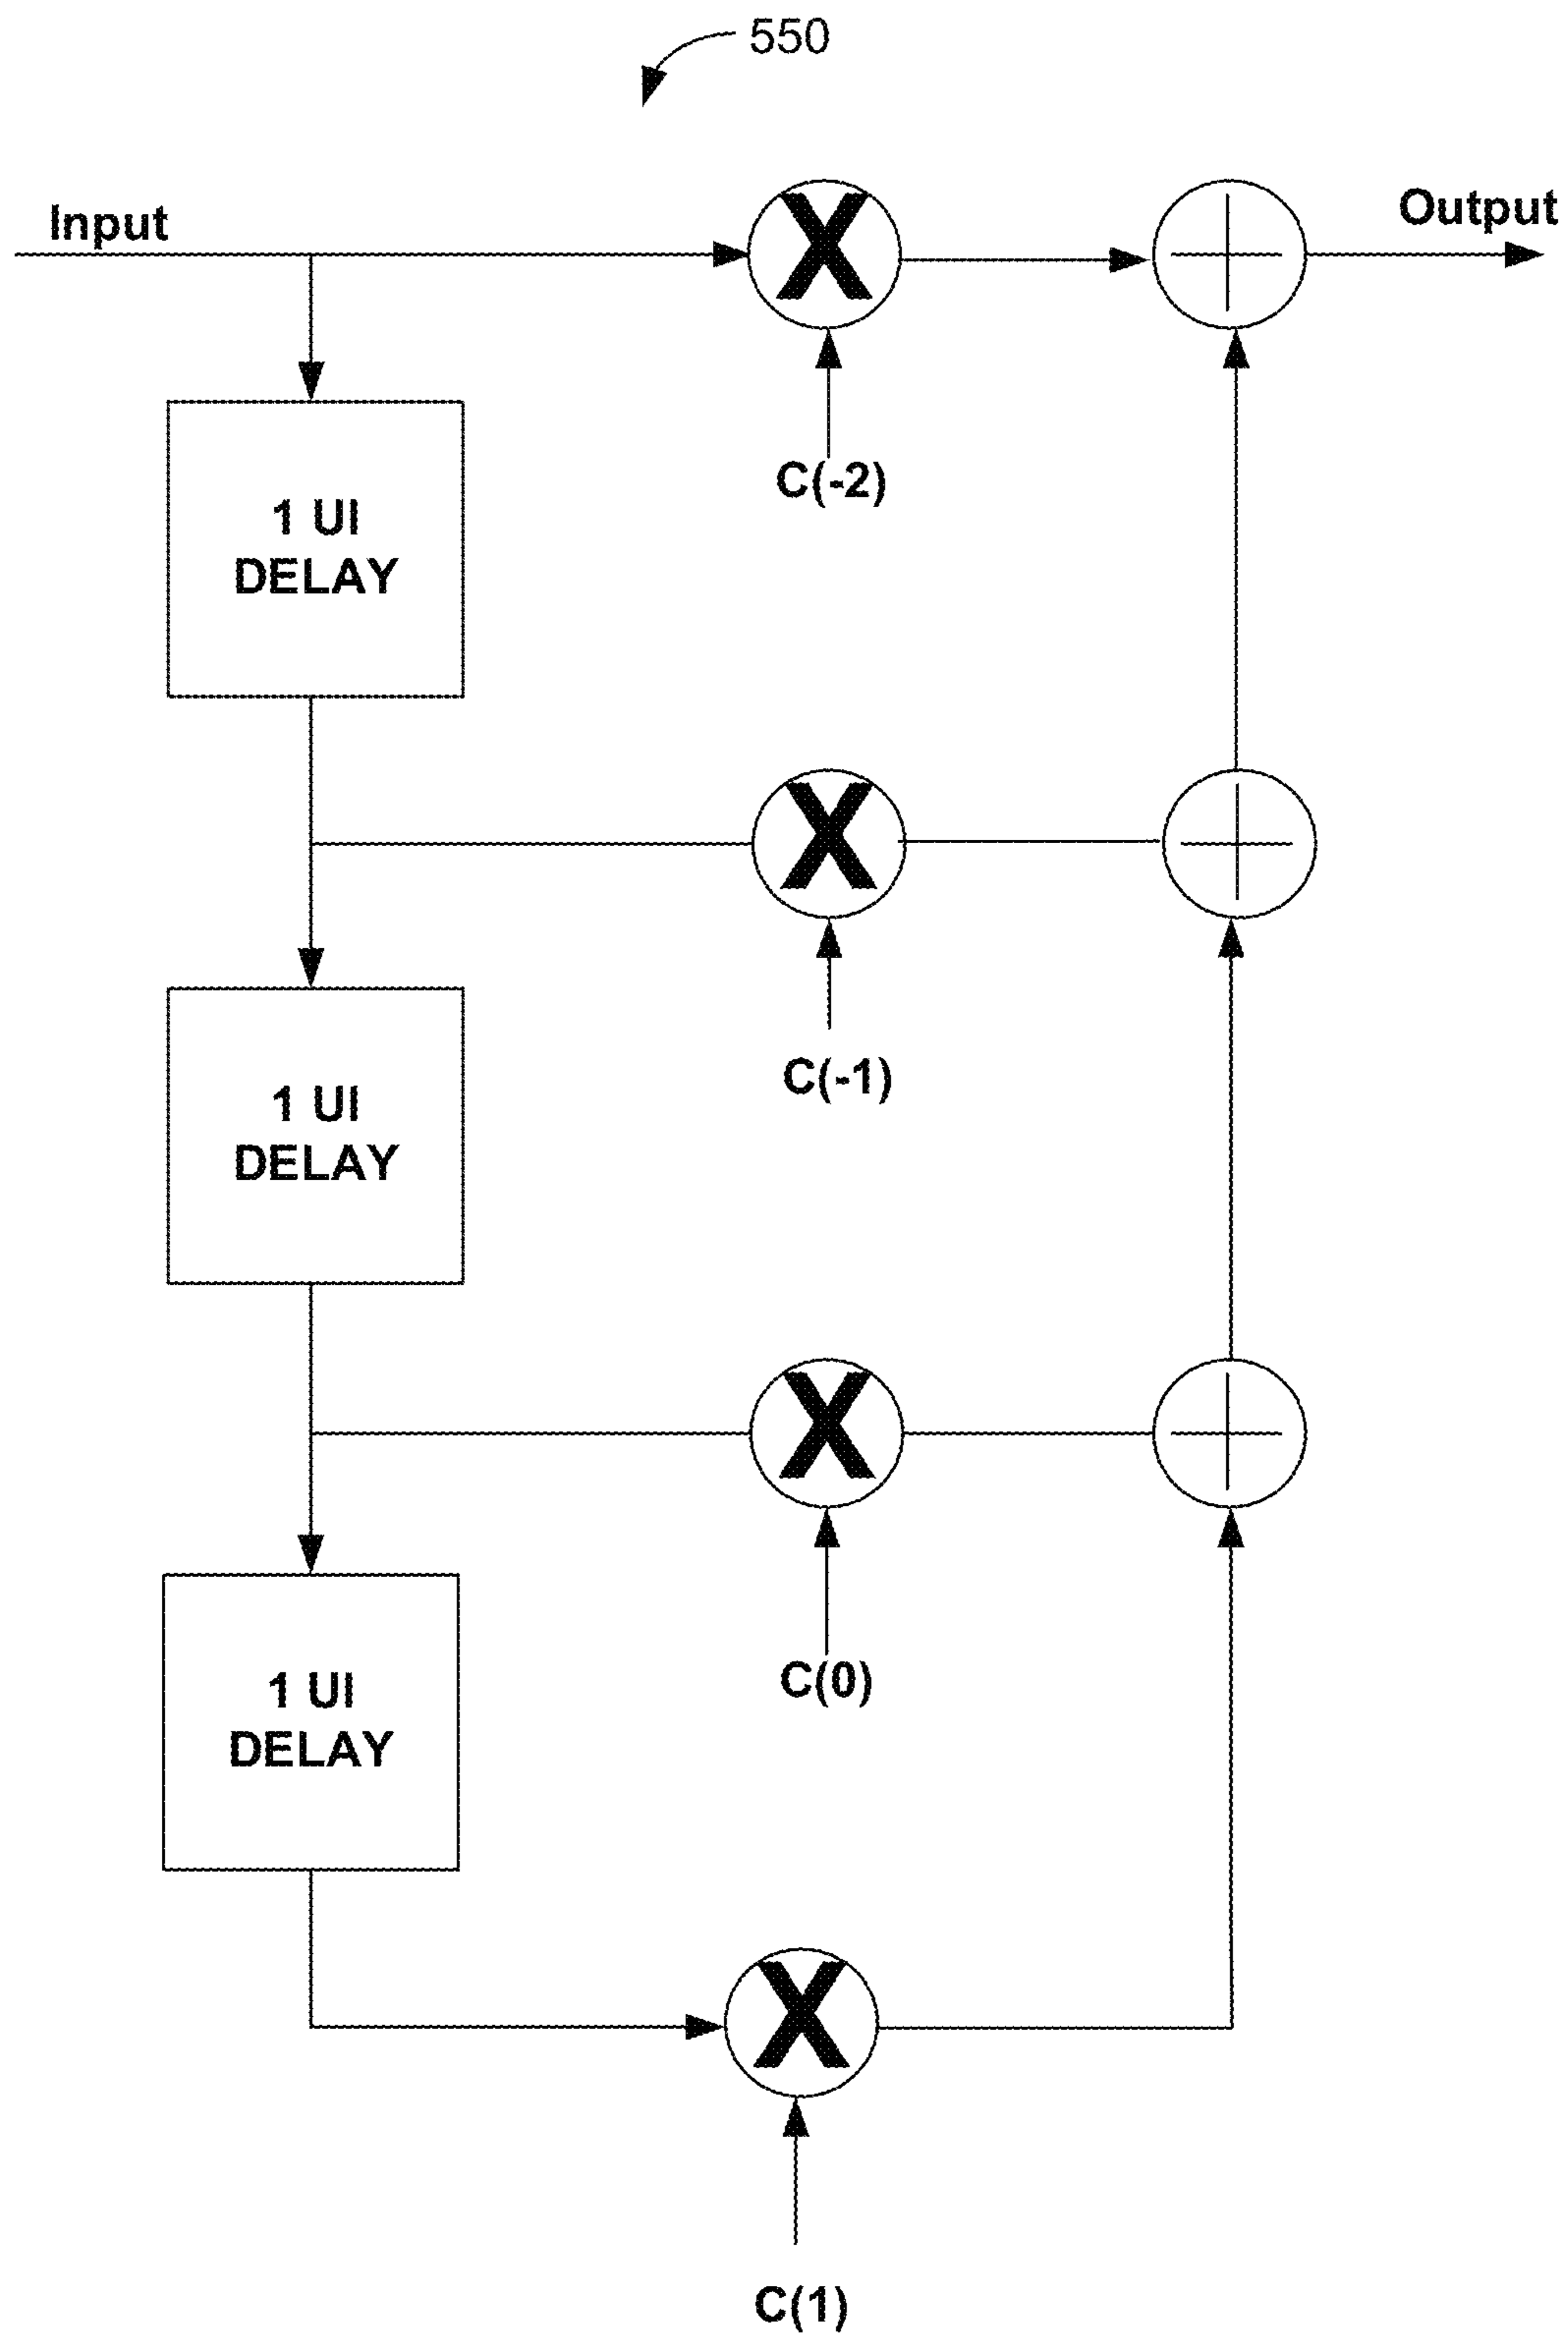 550
Input
Output
C(-2)
1 UI
DELAY
C(-1)
1 UI
DELAY
C(0)
1 UI
DELAY
C(1)